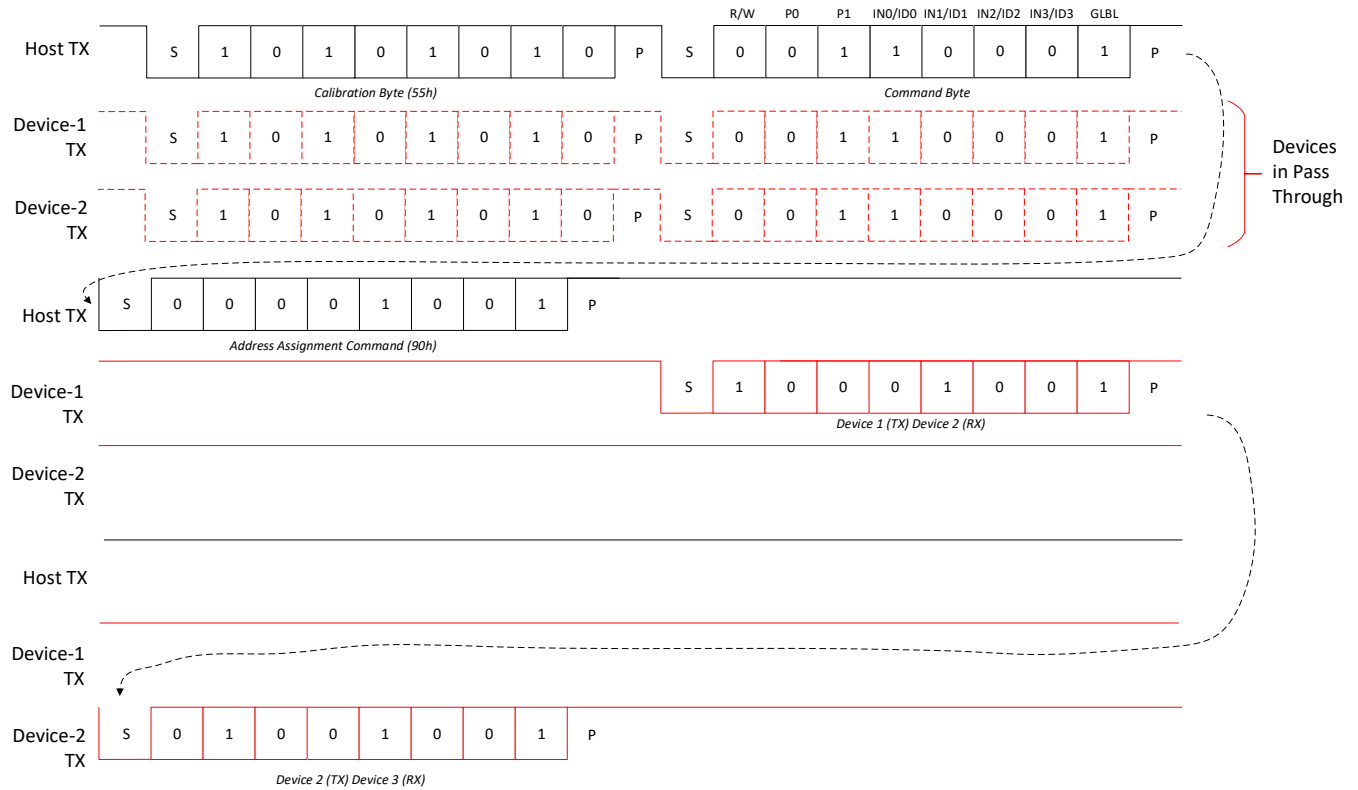 R/W P0 P1 IN0/ID0 IN1/ID1 IN2/ID2 IN3/ID3 GLBL
Host TX S 1 0 1 0 1 0 1 0 P S 0 0 1 1 0 0 0 1 P
Calibration Byte (55h) Command Byte
Device-1 TX S 1 0 1 0 1 0 1 0 P S 0 0 1 1 0 0 0 1 P
Device-2 TX S 1 0 1 0 1 0 1 0 P S 0 0 1 1 0 0 0 1 P
Devices
in Pass
Through
Host TX S 0 0 0 0 1 0 0 1 P
Address Assignment Command (90h)
Device-1 TX S 1 0 0 0 1 0 0 1 P
Device 1 (TX) Device 2 (RX)
Device-2
TX
Host TX
Device-1
TX
Device-2 TX S 0 1 0 0 1 0 0 1 P
Device 2 (TX) Device 3 (RX)